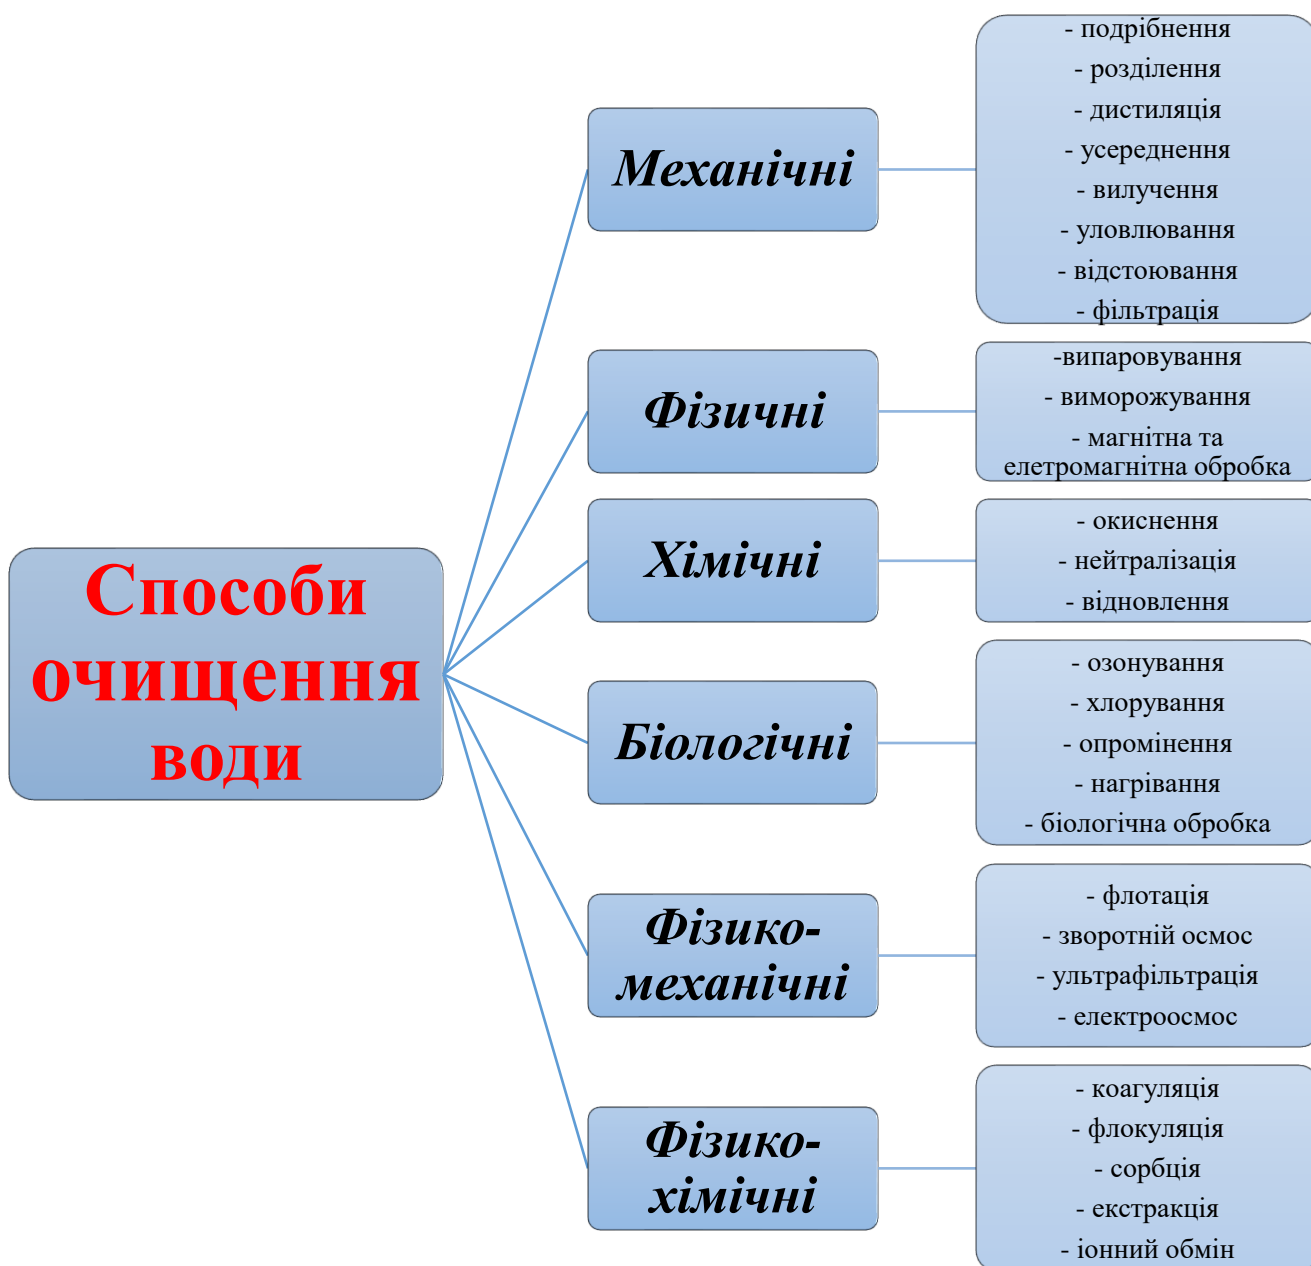 Способи
очищення
води
Механічні
- подрібнення
- розділення
- дистиляція
- усереднення
- вилучення
- уловлювання
- відстоювання
- фільтрація
Фізичні
-випаровування
- виморожування
- магнітна та
елетромагнітна обробка
Хімічні
- окиснення
- нейтралізація
- відновлення
Біологічні
- озонування
- хлорування
- опромінення
- нагрівання
- біологічна обробка
Фізико-
механічні
- флотація
- зворотній осмос
- ультрафільтрація
- електроосмос
Фізико-
хімічні
- коагуляція
- флокуляція
- сорбція
- екстракція
- іонний обмін